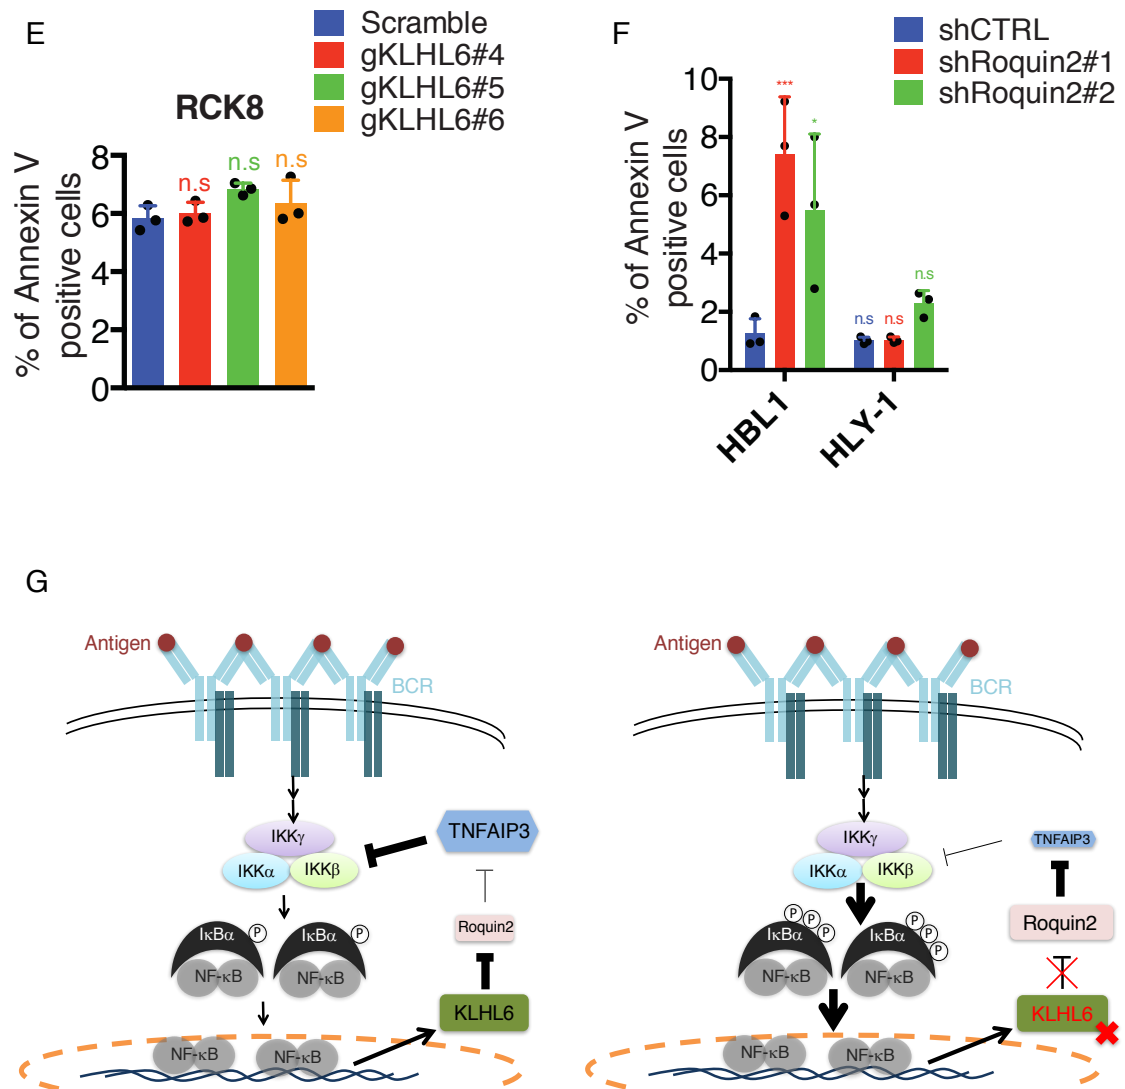 E
Scramble
gKLHL6#4
gKLHL6#5
gKLHL6#6
RCK8
% of Annexin V
positive cells
8
6
4
2
0
n.s
n.s
n.s
F
shCTRL
shRoquin2#1
shRoquin2#2
% of Annexin V
positive cells
10
8
6
4
2
0
***
*
n.s
n.s
n.s
HBL1
HLY-1
G
Antigen
BCR
IKKγ
IKKα
IKKβ
TNFAIP3
Roquin2
KLHL6
IκBα
P
IκBα
P
NF-κB
NF-κB
NF-κB
NF-κB
Antigen
BCR
IKKγ
IKKα
IKKβ
TNFAIP3
Roquin2
KLHL6
IκBα
P
P
P
IκBα
P
P
P
NF-κB
NF-κB
NF-κB
NF-κB